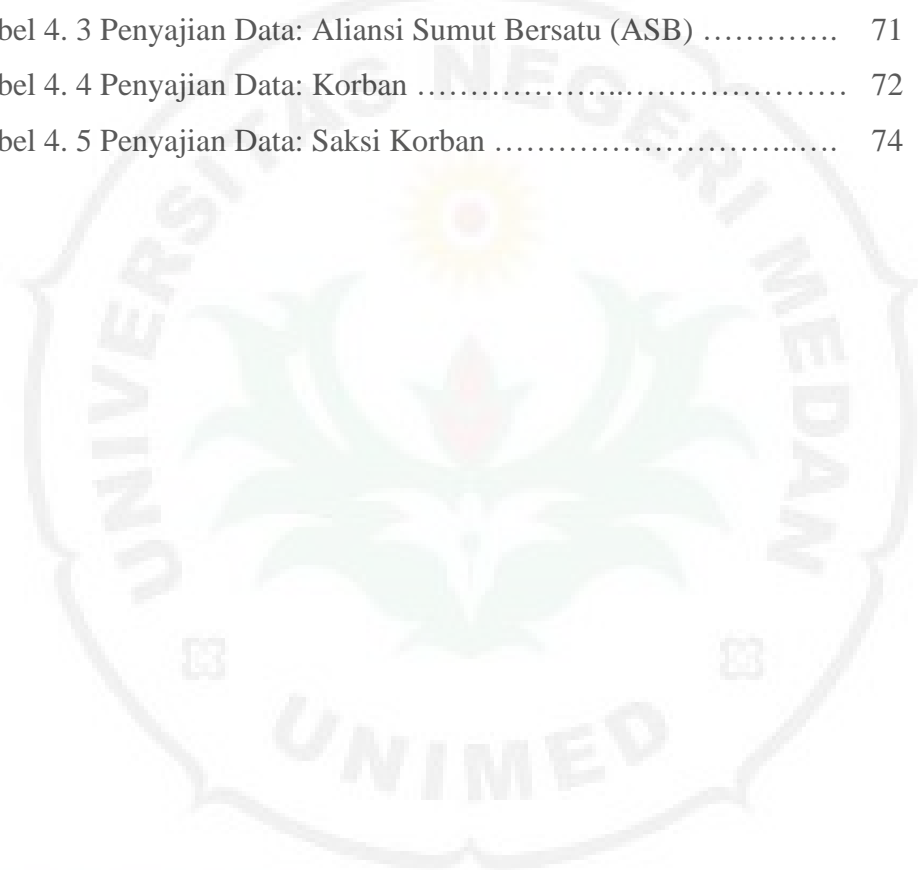 bel 4. 3 Penyajian Data: Aliansi Sumut Bersatu (ASB) …………. 71
bel 4. 4 Penyajian Data: Korban ………………..………………… 72
bel 4. 5 Penyajian Data: Saksi Korban ………………………..…. 74
UNIVERSITAS NEGERI MEDAN
UNIMED